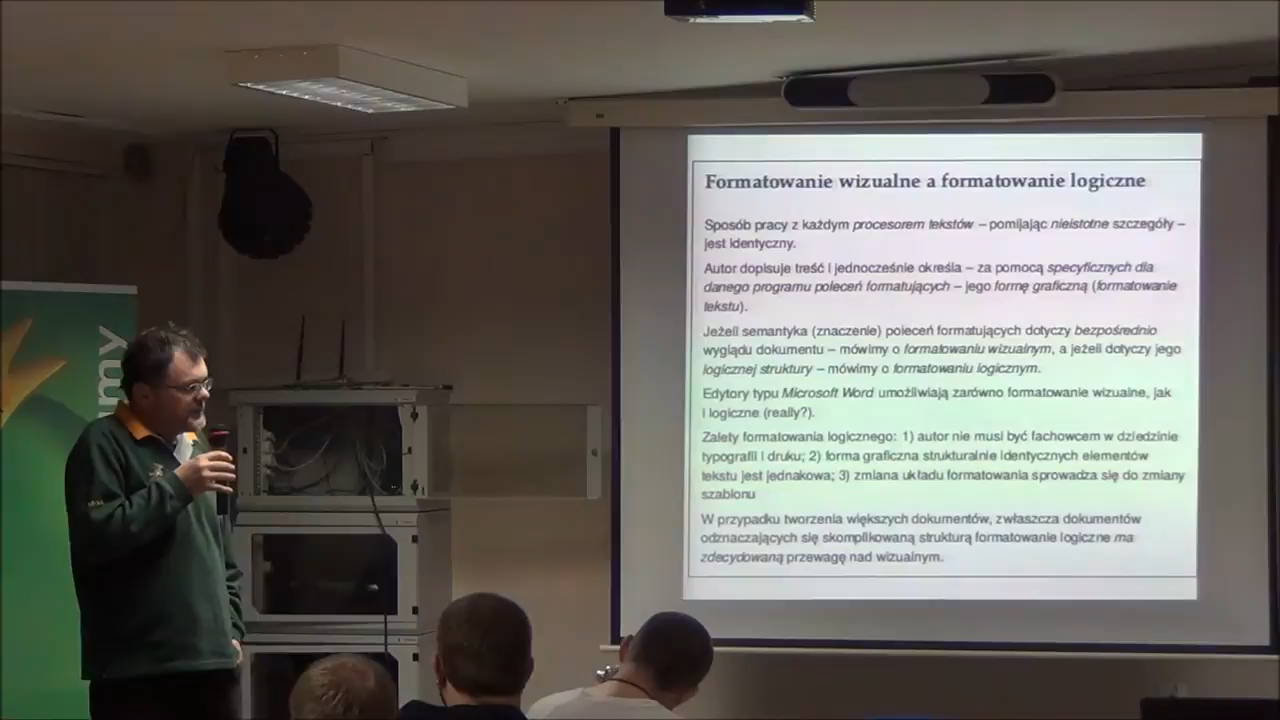 Formatowanie wizualne a formatowanie logiczne
Sposób pracy z każdym procesorem tekstów – pomijając nieistotne szczegóły –
jest identyczny.
Autor dopisuje treść i jednocześnie określa – za pomocą specyficznych dla
danego programu poleceń formatujących – jego formę graficzną (formatowanie
tekstu).
Jeżeli semantyka (znaczenie) poleceń formatujących dotyczy bezpośrednio
wyglądu dokumentu – mówimy o formatowaniu wizualnym, a jeżeli dotyczy jego
logicznej struktury – mówimy o formatowaniu logicznym.
Edytory typu Microsoft Word umożliwiają zarówno formatowanie wizualne, jak
i logiczne (really?).
Zalety formatowania logicznego: 1) autor nie musi być fachowcem w dziedzinie
typografii i druku; 2) forma graficzna strukturalnie identycznych elementów
tekstu jest jednakowa; 3) zmiana układu formatowania sprowadza się do zmiany
szablonu
W przypadku tworzenia większych dokumentów, zwłaszcza dokumentów
odznaczających się skomplikowaną strukturą formatowanie logiczne ma
zdecydowaną przewagę nad wizualnym.